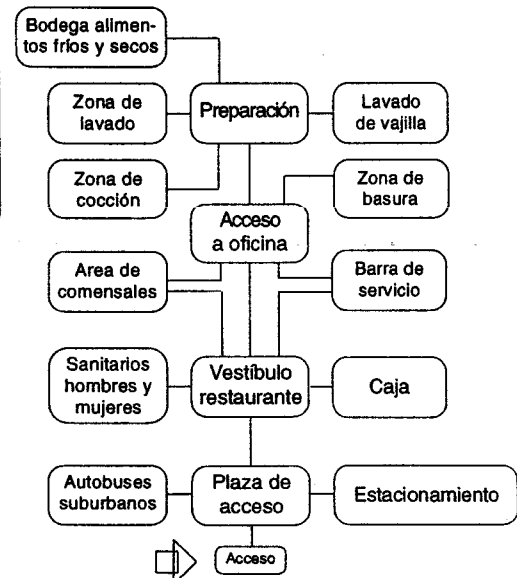 Bodega alimen-
tos fríos y secos
Zona de
lavado
Preparación
Lavado
de vajilla
Zona de
cocción
Zona de
basura
Acceso
a oficina
Area de
comensales
Barra de
servicio
Sanitarios
hombres y
mujeres
Vestíbulo
restaurante
Caja
Autobuses
suburbanos
Plaza de
acceso
Estacionamiento
Acceso